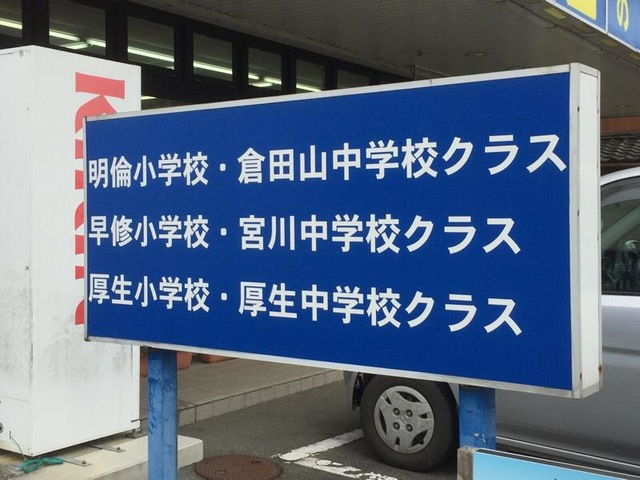 明倫小学校・倉田山中学校クラス
早修小学校・宮川中学校クラス
厚生小学校・厚生中学校クラス